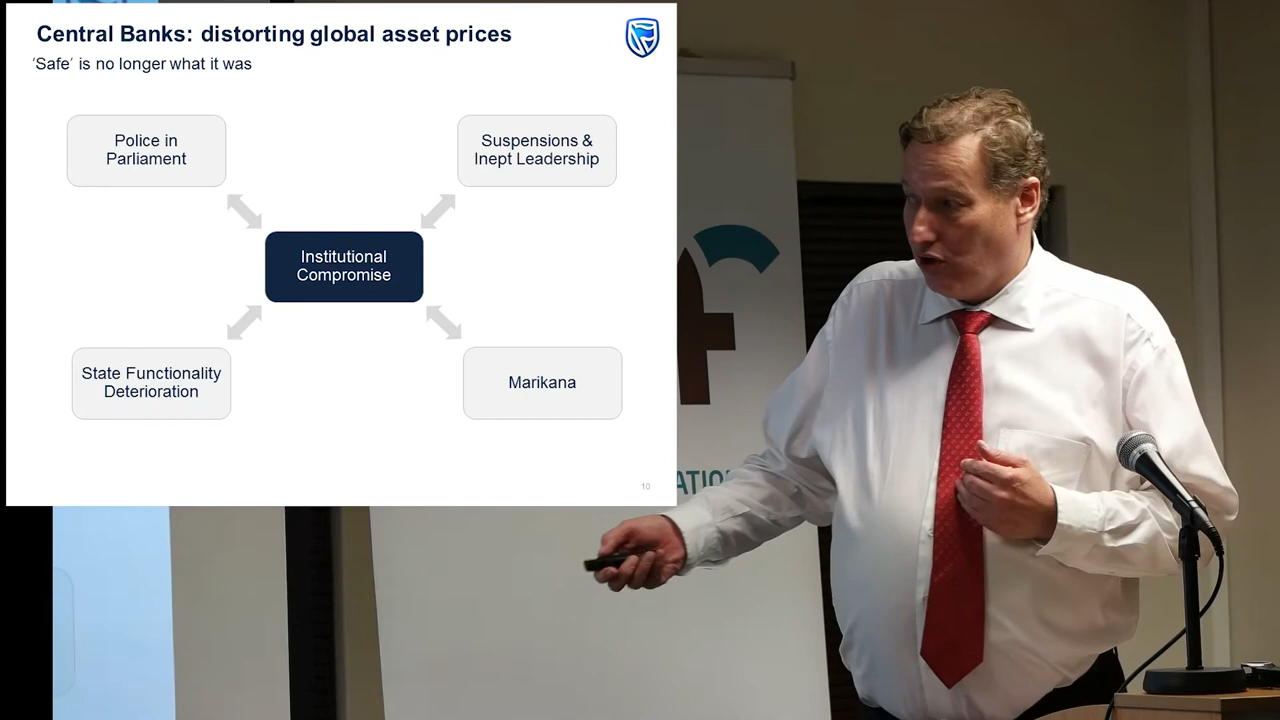 Central Banks: distorting global asset prices
'Safe' is no longer what it was
Police in
Parliament
Suspensions &
Inept Leadership
Institutional
Compromise
State Functionality
Deterioration
Marikana
10